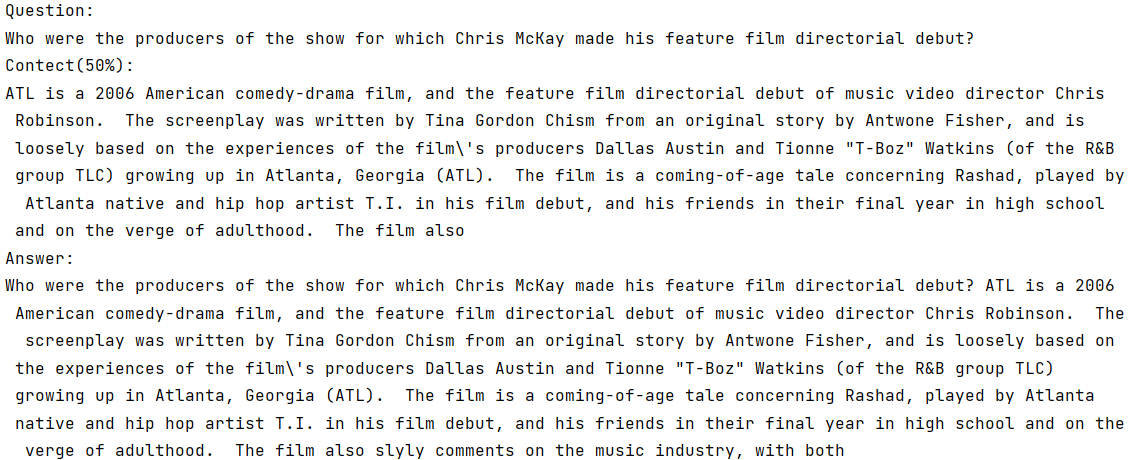 Question:
Who were the producers of the show for which Chris McKay made his feature film directorial debut?
Contect(50%):
ATL is a 2006 American comedy-drama film, and the feature film directorial debut of music video director Chris
Robinson.  The screenplay was written by Tina Gordon Chism from an original story by Antwone Fisher, and is
loosely based on the experiences of the film\'s producers Dallas Austin and Tionne "T-Boz" Watkins (of the R&B
group TLC) growing up in Atlanta, Georgia (ATL).  The film is a coming-of-age tale concerning Rashad, played by
Atlanta native and hip hop artist T.I. in his film debut, and his friends in their final year in high school
and on the verge of adulthood.  The film also
Answer:
Who were the producers of the show for which Chris McKay made his feature film directorial debut? ATL is a 2006
American comedy-drama film, and the feature film directorial debut of music video director Chris Robinson.  The
screenplay was written by Tina Gordon Chism from an original story by Antwone Fisher, and is loosely based on
the experiences of the film\'s producers Dallas Austin and Tionne "T-Boz" Watkins (of the R&B group TLC)
growing up in Atlanta, Georgia (ATL).  The film is a coming-of-age tale concerning Rashad, played by Atlanta
native and hip hop artist T.I. in his film debut, and his friends in their final year in high school and on the
verge of adulthood.  The film also slyly comments on the music industry, with both